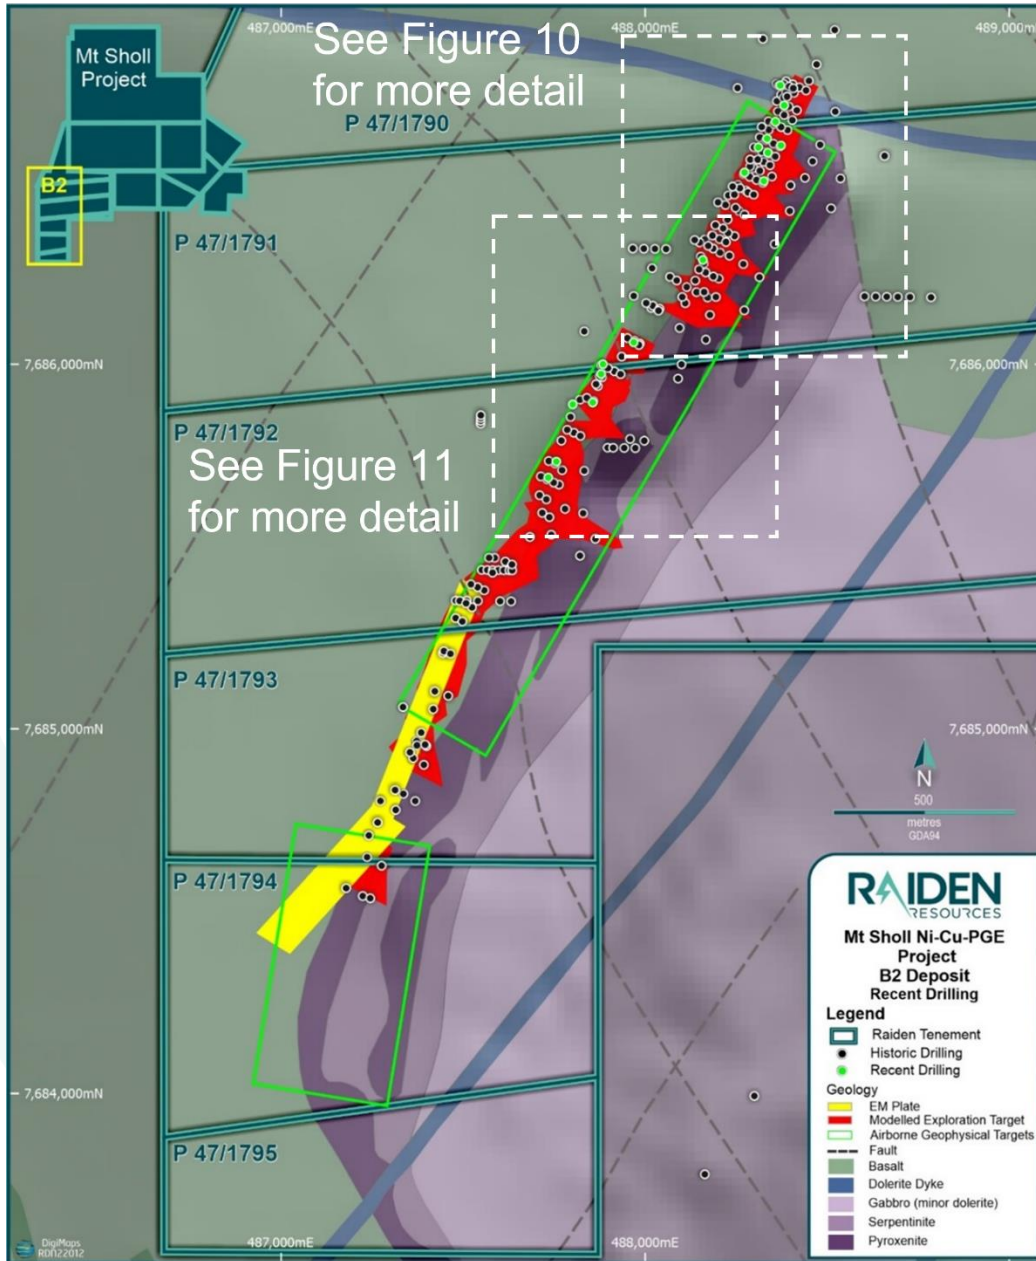 487,000mE
488,000mE
489,000mE
See Figure 10
for more detail
Mt Sholl
Project
B2
P 47/1790
P 47/1791
7,686,000mN
7,686,000mN
P 47/1792
See Figure 11
for more detail
P 47/1793
7,685,000mN
7,685,000mN
N
500
metres
GDA94
P 47/1794
7,684,000mN
P 47/1795
487,000mE
488,000mE
DigiMaps
RDN22012
RAIDEN
RESOURCES
Mt Sholl Ni-Cu-PGE
Project
B2 Deposit
Recent Drilling
Legend
Raiden Tenement
Historic Drilling
Recent Drilling
Geology
EM Plate
Modelled Exploration Target
Airborne Geophysical Targets
Fault
Basalt
Dolerite Dyke
Gabbro (minor dolerite)
Serpentinite
Pyroxenite